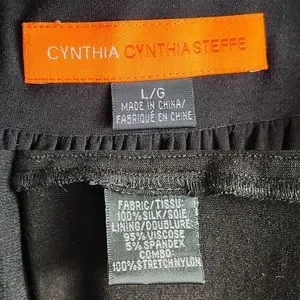 CYNTHIA CYNTHIA STEFFE
L/G
MADE IN CHINA/
FABRIQUÉ EN CHINE
FABRIC/TISSU:
100% SILK/SOIE
LINING/DOUBLURE:
95% VISCOSE
5% SPANDEX
COMBO:
100% STRETCH NYLON